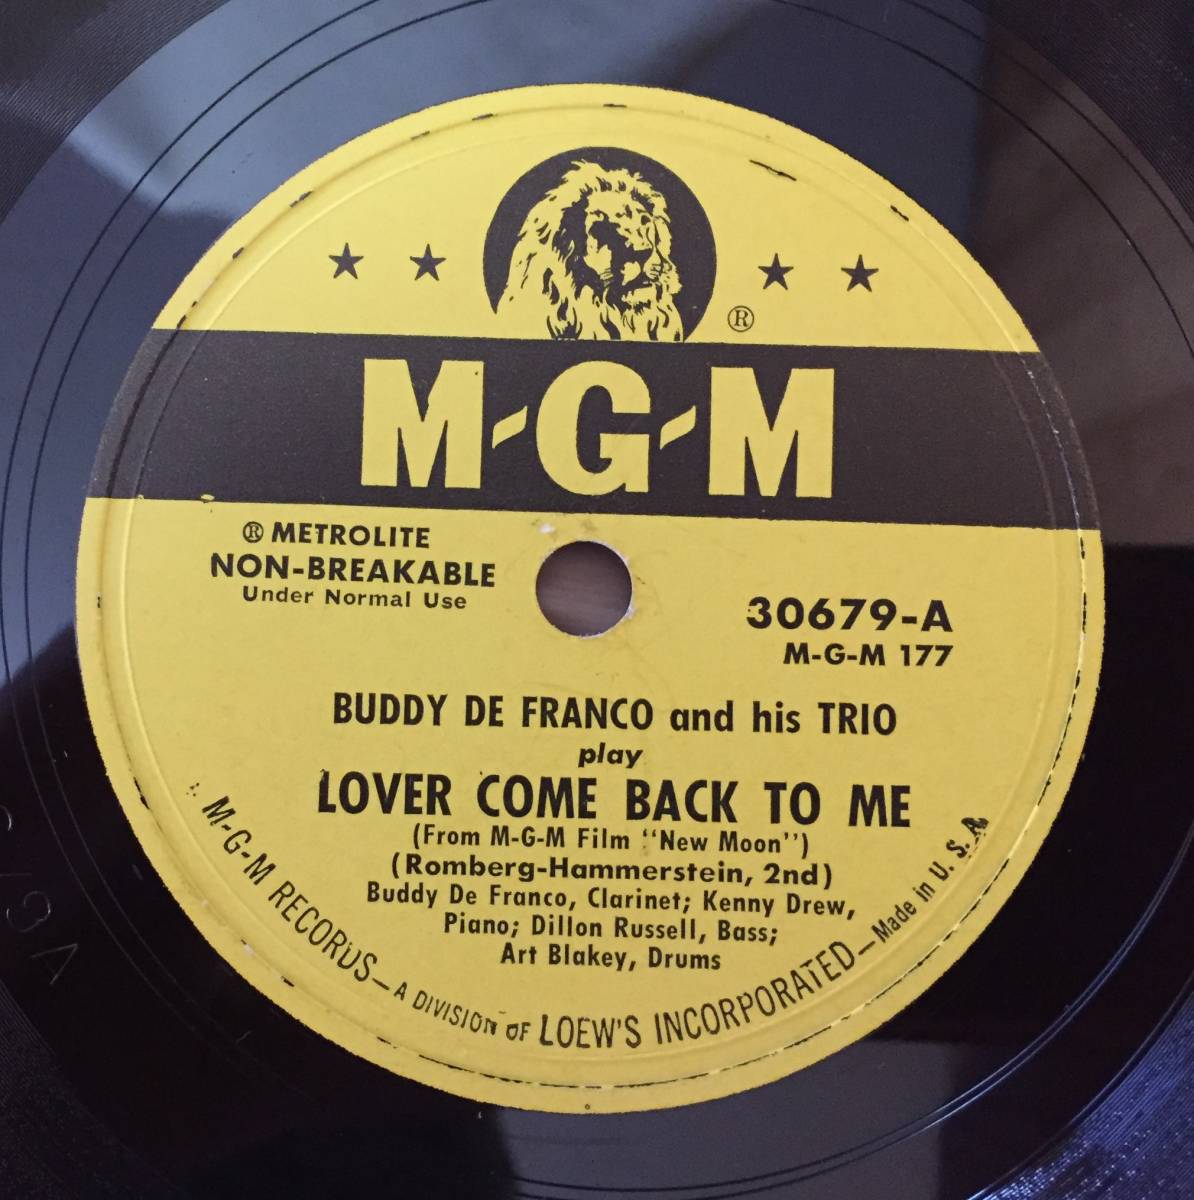 ®
M-G-M
® METROLITE
NON-BREAKABLE
Under Normal Use
30679-A
M-G-M 177
BUDDY DE FRANCO and his TRIO
play
LOVER COME BACK TO ME
(From M-G-M Film "New Moon")
(Romberg-Hammerstein, 2nd)
Buddy De Franco, Clarinet; Kenny Drew,
Piano; Dillon Russell, Bass;
Art Blakey, Drums
M-G-M RECORDS—A DIVISION OF LOEW'S INCORPORATED—Made in U. S. A.